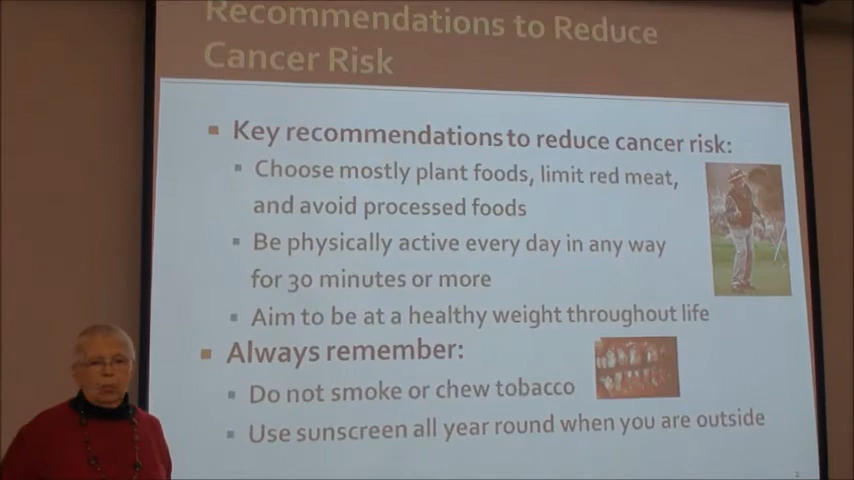 Recommendations to Reduce
Cancer Risk
Key recommendations to reduce cancer risk:
Choose mostly plant foods, limit red meat,
and avoid processed foods
Be physically active every day in any way
for 30 minutes or more
Aim to be at a healthy weight throughout life
Always remember:
Do not smoke or chew tobacco
Use sunscreen all year round when you are outside
2